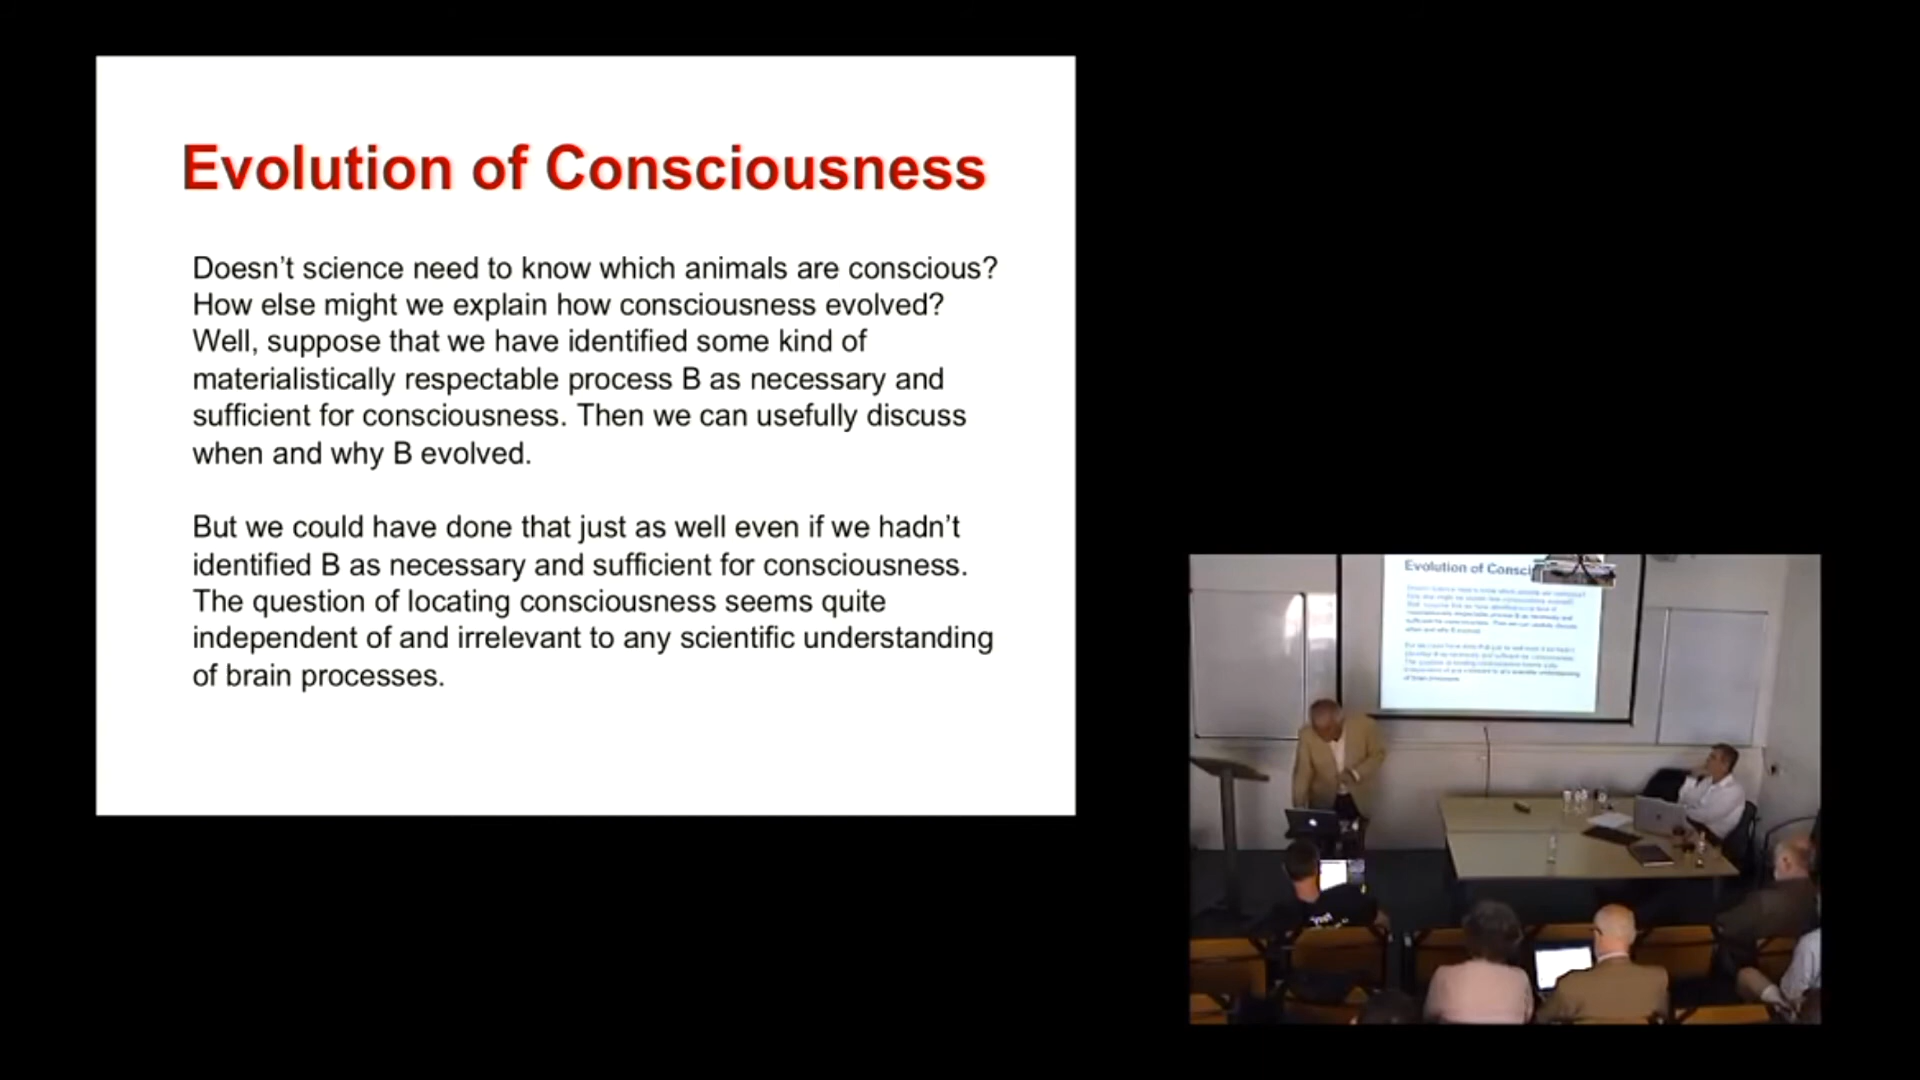 Evolution of Consciousness
Doesn’t science need to know which animals are conscious?
How else might we explain how consciousness evolved?
Well, suppose that we have identified some kind of
materialistically respectable process B as necessary and
sufficient for consciousness. Then we can usefully discuss
when and why B evolved.
But we could have done that just as well even if we hadn’t
identified B as necessary and sufficient for consciousness.
The question of locating consciousness seems quite
independent of and irrelevant to any scientific understanding
of brain processes.
Evolution of Consci